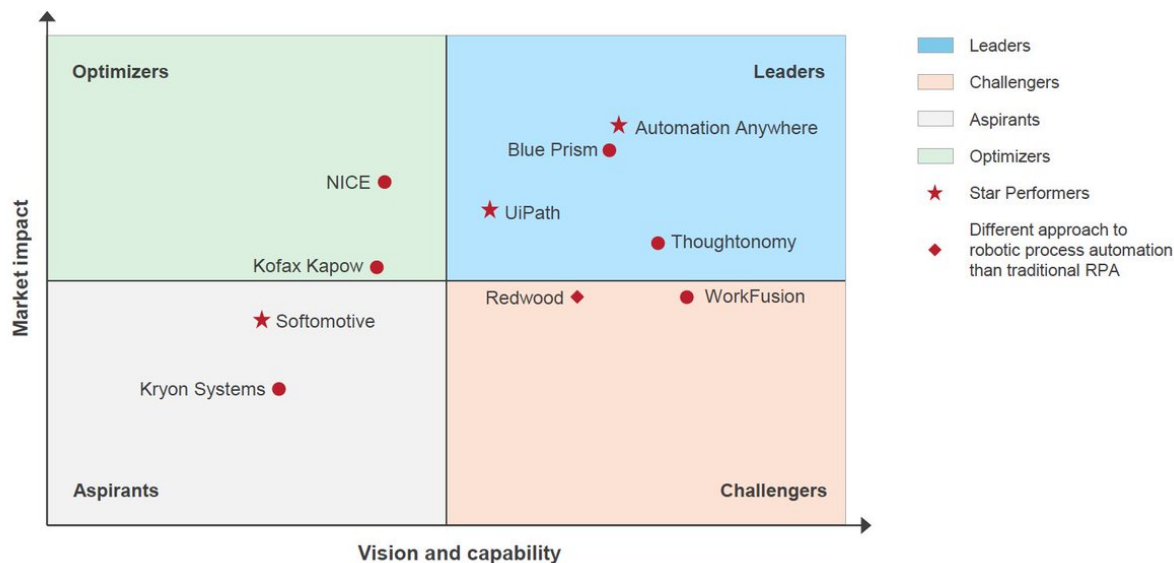 Optimizers
Leaders
Automation Anywhere
Blue Prism
NICE
UiPath
Thoughtonomy
Kofax Kapow
Redwood
WorkFusion
Softomotive
Kryon Systems
Aspirants
Challengers
Market impact
Vision and capability
Leaders
Challengers
Aspirants
Optimizers
Star Performers
Different approach to
robotic process automation
than traditional RPA